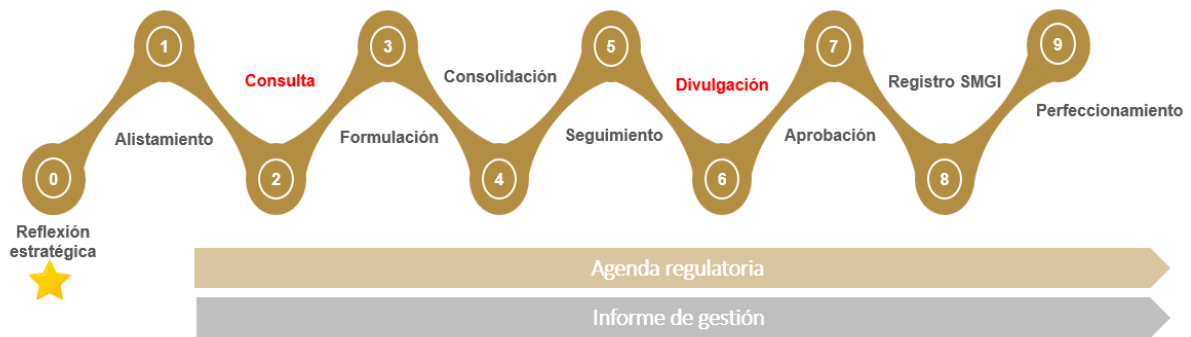 0
Reflexión
estratégica
1
Alistamiento
2
Consulta
3
Formulación
4
Consolidación
5
Seguimiento
6
Divulgación
7
Aprobación
8
Registro SMGI
9
Perfeccionamiento
Agenda regulatoria
Informe de gestión